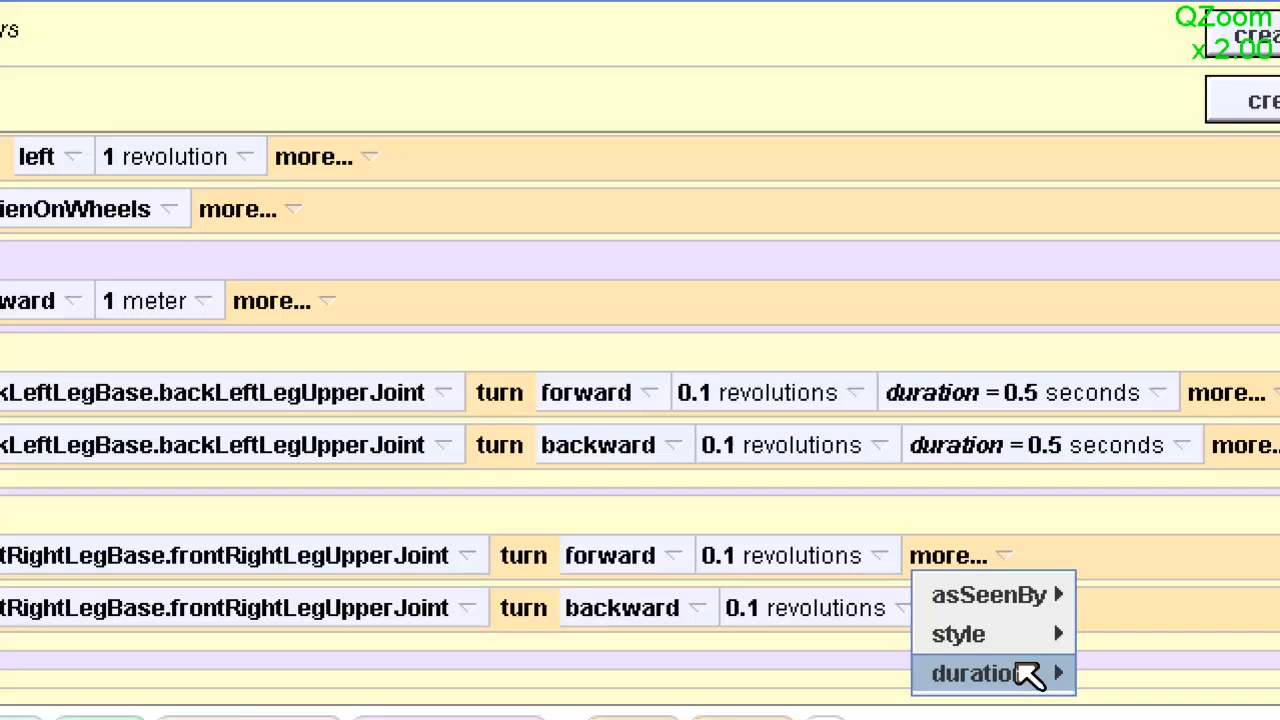 QZoom
x 2.00
left 1 revolution more...
ienOnWheels more...
ward 1 meter more...
kLeftLegBase.backLeftLegUpperJoint turn forward 0.1 revolutions duration = 0.5 seconds more...
kLeftLegBase.backLeftLegUpperJoint turn backward 0.1 revolutions duration = 0.5 seconds more..
tRightLegBase.frontRightLegUpperJoint turn forward 0.1 revolutions more...
tRightLegBase.frontRightLegUpperJoint turn backward 0.1 revolutions
asSeenBy
style
duration